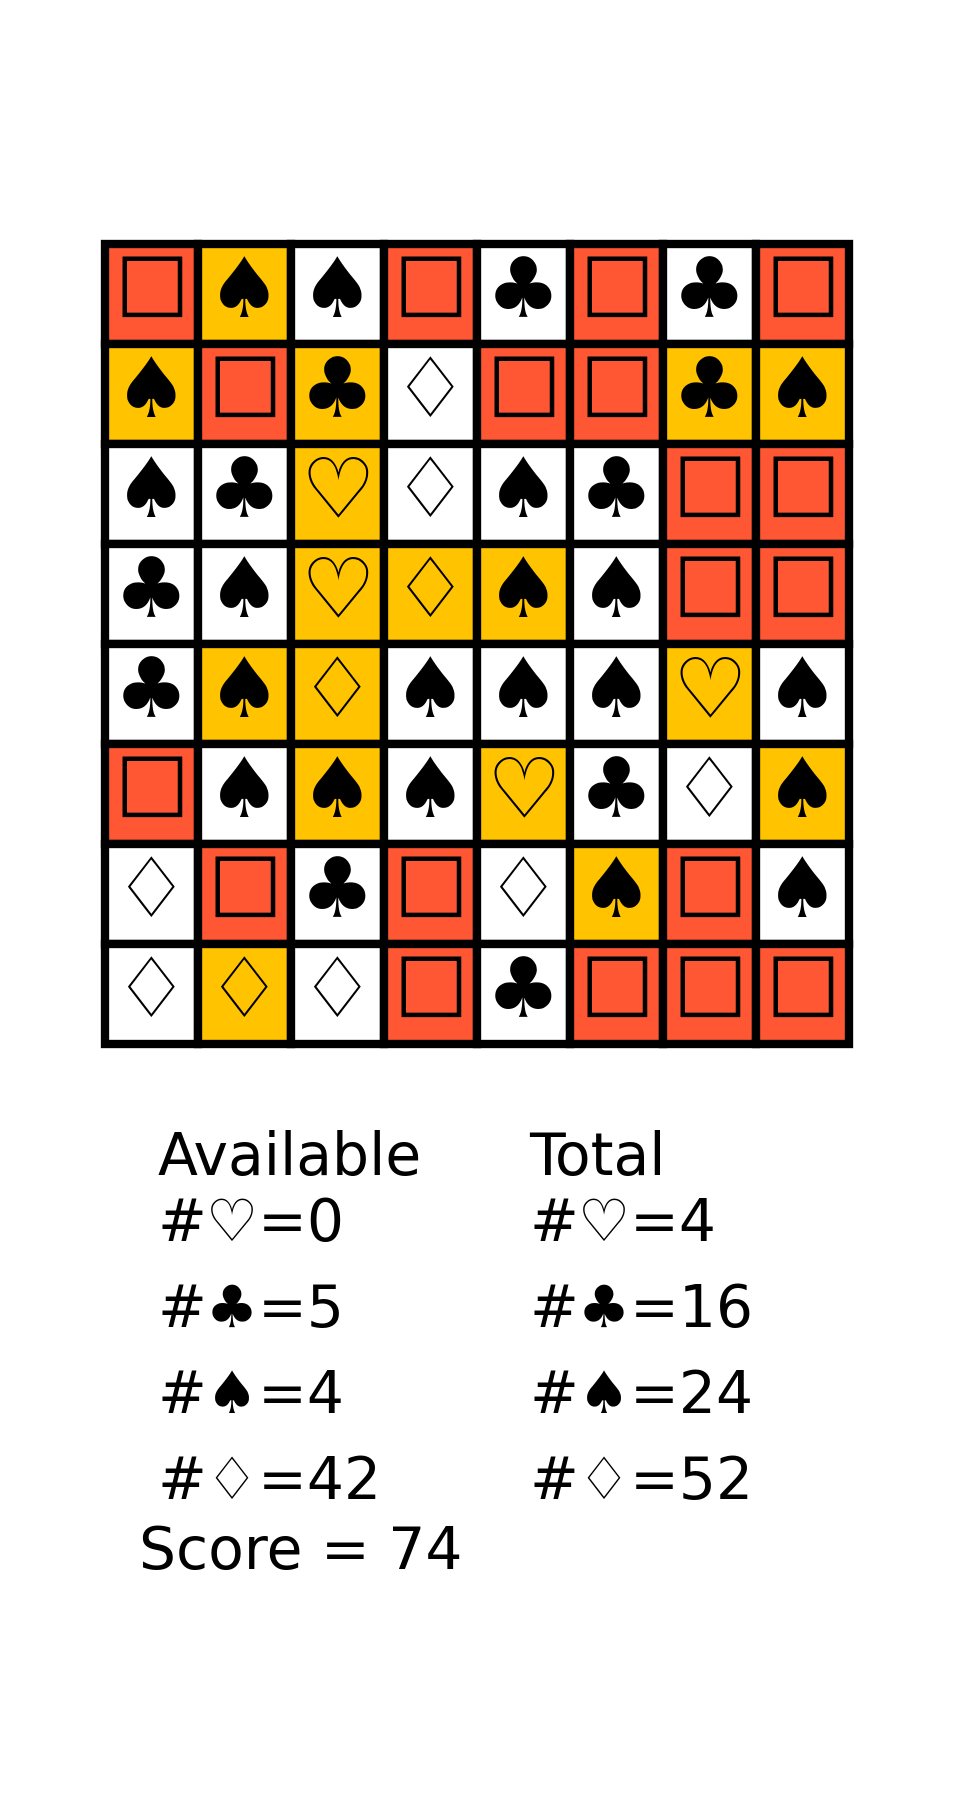 □ ♠ ♠ □ ♣ □ ♣ □
♠ □ ♣ ♢ □ □ ♣ ♠
♠ ♣ ♡ ♢ ♠ ♣ □ □
♣ ♠ ♡ ♢ ♠ ♠ □ □
♣ ♠ ♢ ♠ ♠ ♠ ♡ ♠
□ ♠ ♠ ♠ ♡ ♣ ♢ ♠
♢ □ ♣ □ ♢ ♠ □ ♠
♢ ♢ ♢ □ ♣ □ □ □
Available Total
#♡=0 #♡=4
#♣=5 #♣=16
#♠=4 #♠=24
#♢=42 #♢=52
Score = 74